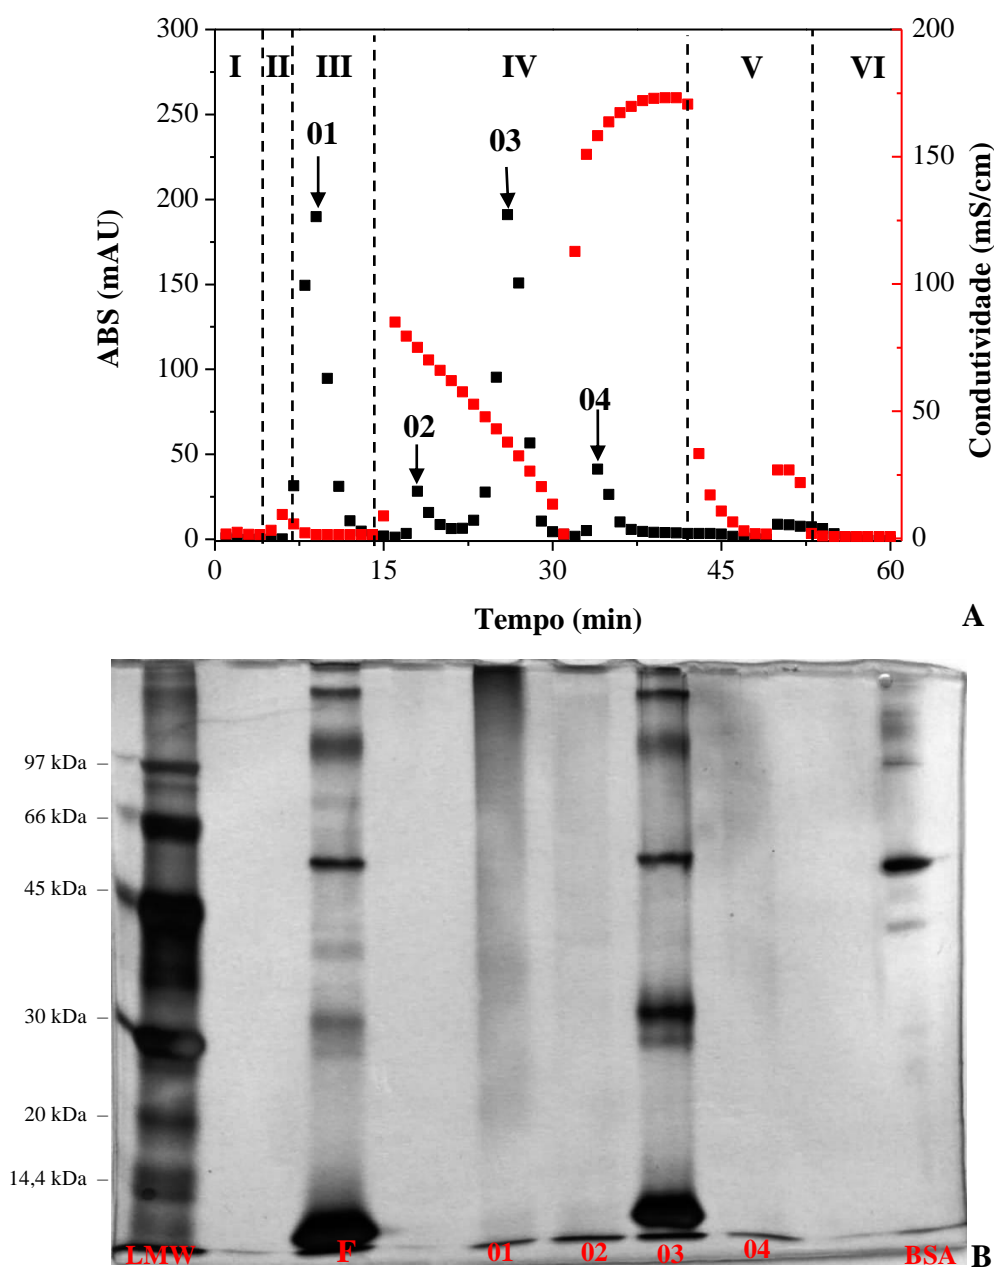 300
250
200
150
100
50
0
ABS (mAU)
I II III IV V VI
01
03
02
04
200
150
100
50
0
Condutividade (mS/cm)
0 15 30 45 60
Tempo (min)
A
97 kDa
66 kDa
45 kDa
30 kDa
20 kDa
14,4 kDa
LMW F 01 02 03 04 BSA
B